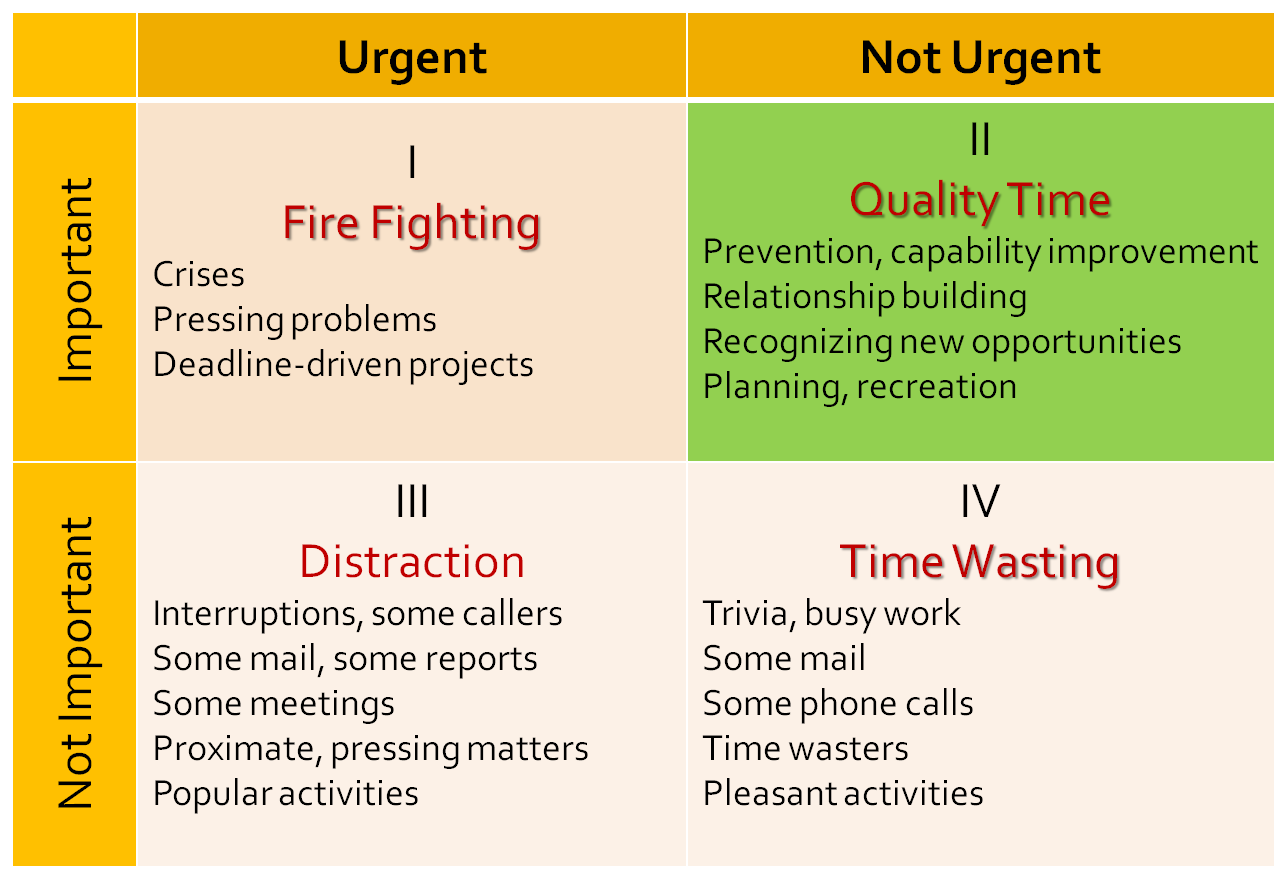 Urgent
Not Urgent
Important
I
Fire Fighting
Crises
Pressing problems
Deadline-driven projects
II
Quality Time
Prevention, capability improvement
Relationship building
Recognizing new opportunities
Planning, recreation
Not Important
III
Distraction
Interruptions, some callers
Some mail, some reports
Some meetings
Proximate, pressing matters
Popular activities
IV
Time Wasting
Trivia, busy work
Some mail
Some phone calls
Time wasters
Pleasant activities